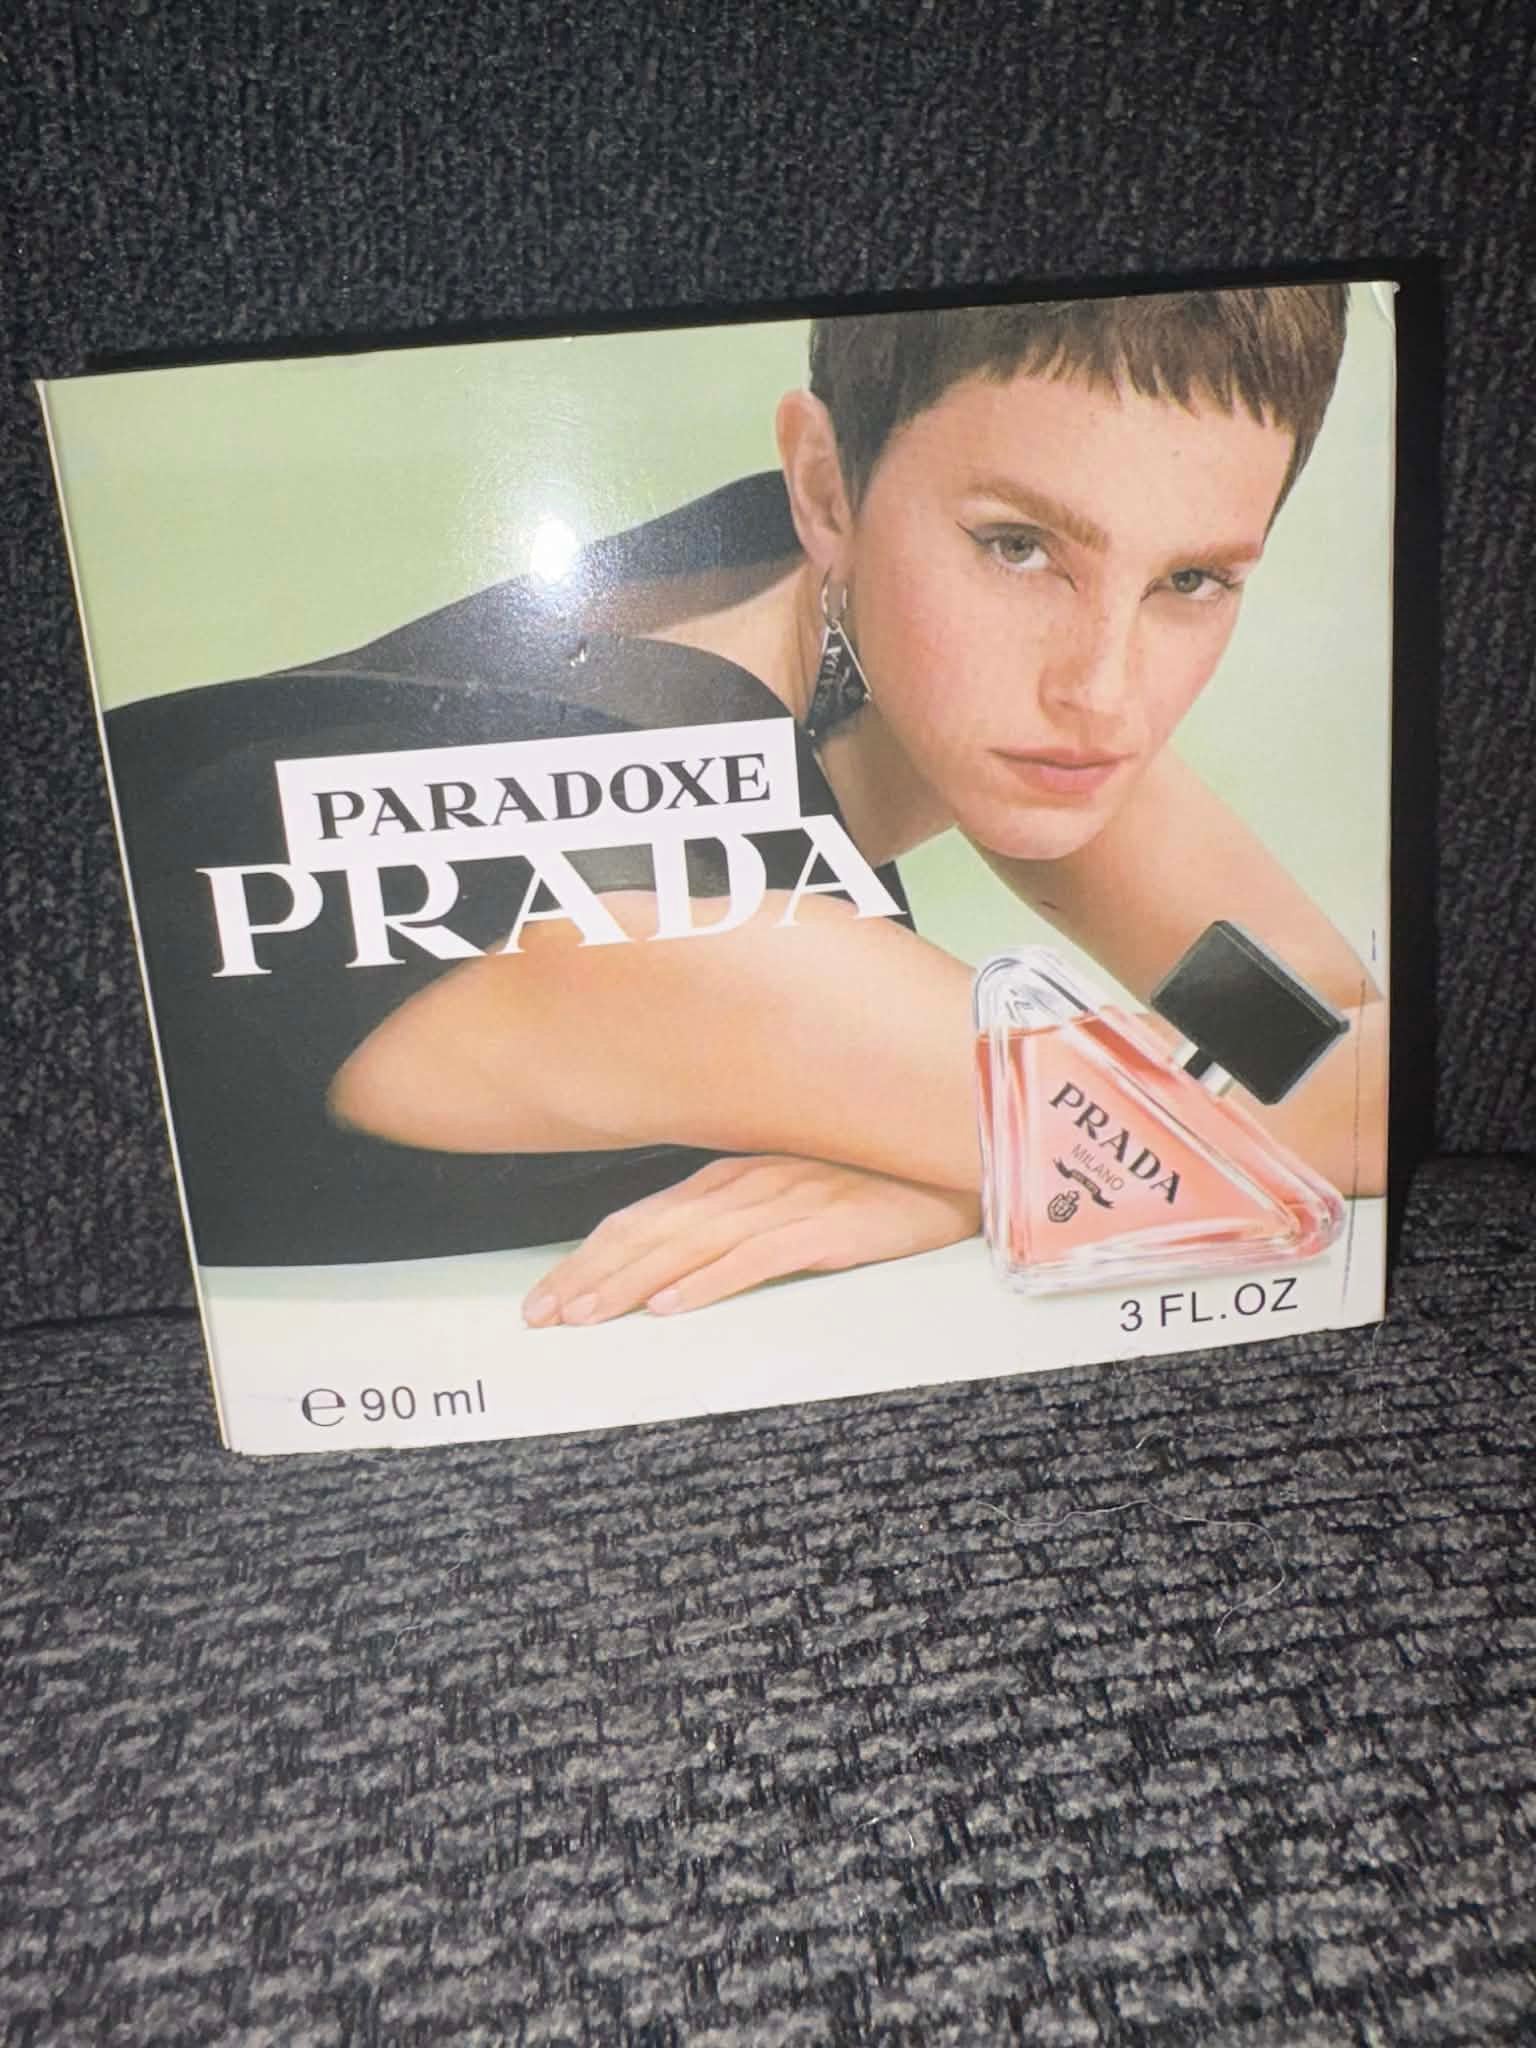 PARADOXE
PRADA
PRADA
MILANO
3 FL.OZ
℮ 90 ml